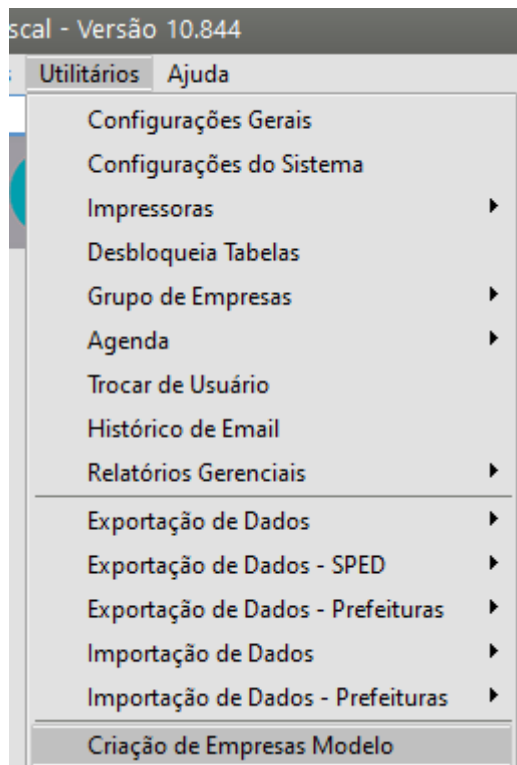 scal - Versão 10.844
Utilitários Ajuda
Configurações Gerais
Configurações do Sistema
Impressoras
Desbloqueia Tabelas
Grupo de Empresas
Agenda
Trocar de Usuário
Histórico de Email
Relatórios Gerenciais
Exportação de Dados
Exportação de Dados - SPED
Exportação de Dados - Prefeituras
Importação de Dados
Importação de Dados - Prefeituras
Criação de Empresas Modelo